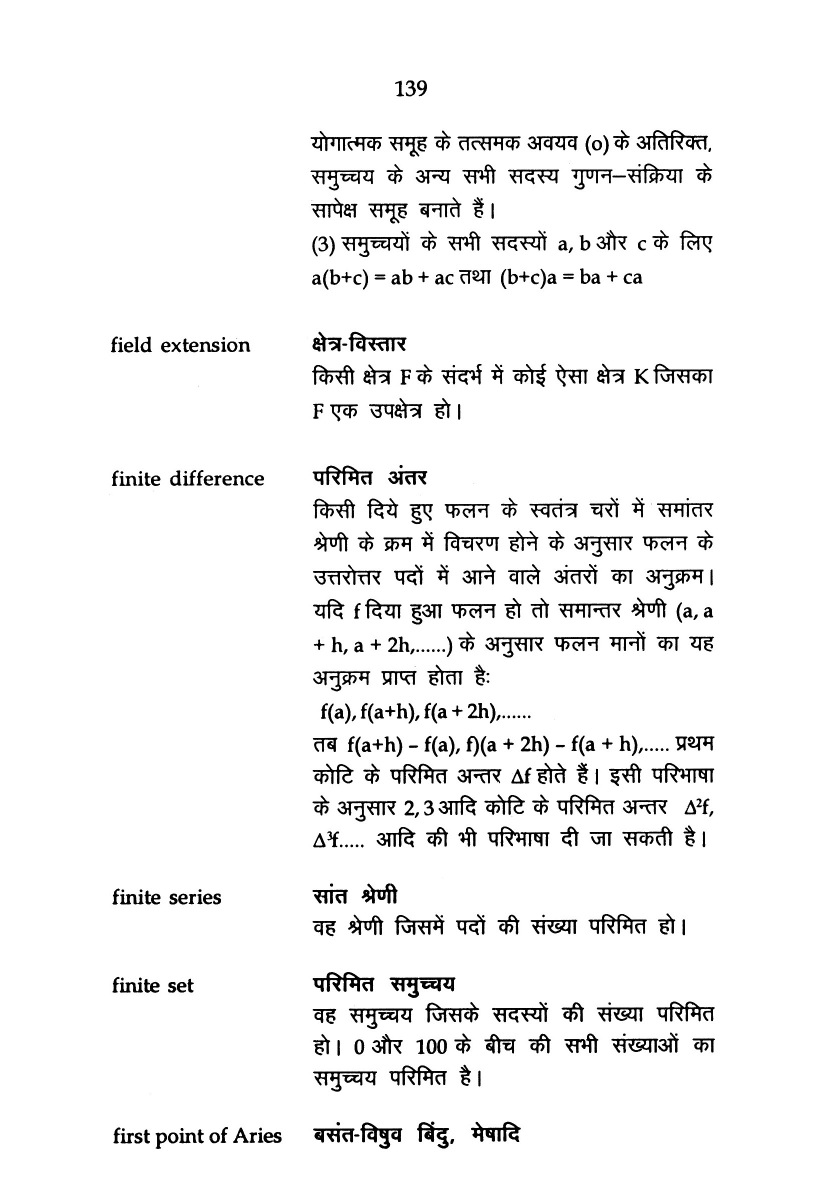 139
योगात्मक समूह के तत्समक अवयव (o) के अतिरिक्त,
समुच्चय के अन्य सभी सदस्य गुणन–संक्रिया के
सापेक्ष समूह बनाते हैं।
(3) समुच्चयों के सभी सदस्यों a, b और c के लिए
a(b+c) = ab + ac तथा (b+c)a = ba + ca
field extension क्षेत्र-विस्तार
किसी क्षेत्र F के संदर्भ में कोई ऐसा क्षेत्र K जिसका
F एक उपक्षेत्र हो।
finite difference परिमित अंतर
किसी दिये हुए फलन के स्वतंत्र चरों में समांतर
श्रेणी के क्रम में विचरण होने के अनुसार फलन के
उत्तरोत्तर पदों में आने वाले अंतरों का अनुक्रम।
यदि f दिया हुआ फलन हो तो समान्तर श्रेणी (a, a
+ h, a + 2h,......) के अनुसार फलन मानों का यह
अनुक्रम प्राप्त होता हैः
f(a), f(a+h), f(a + 2h),......
तब f(a+h) – f(a), f)(a + 2h) – f(a + h),..... प्रथम
कोटि के परिमित अन्तर Δf होते हैं। इसी परिभाषा
के अनुसार 2, 3 आदि कोटि के परिमित अन्तर Δ²f,
Δ³f..... आदि की भी परिभाषा दी जा सकती है।
finite series सांत श्रेणी
वह श्रेणी जिसमें पदों की संख्या परिमित हो।
finite set परिमित समुच्चय
वह समुच्चय जिसके सदस्यों की संख्या परिमित
हो। 0 और 100 के बीच की सभी संख्याओं का
समुच्चय परिमित है।
first point of Aries बसंत-विषुव बिंदु, मेषादि